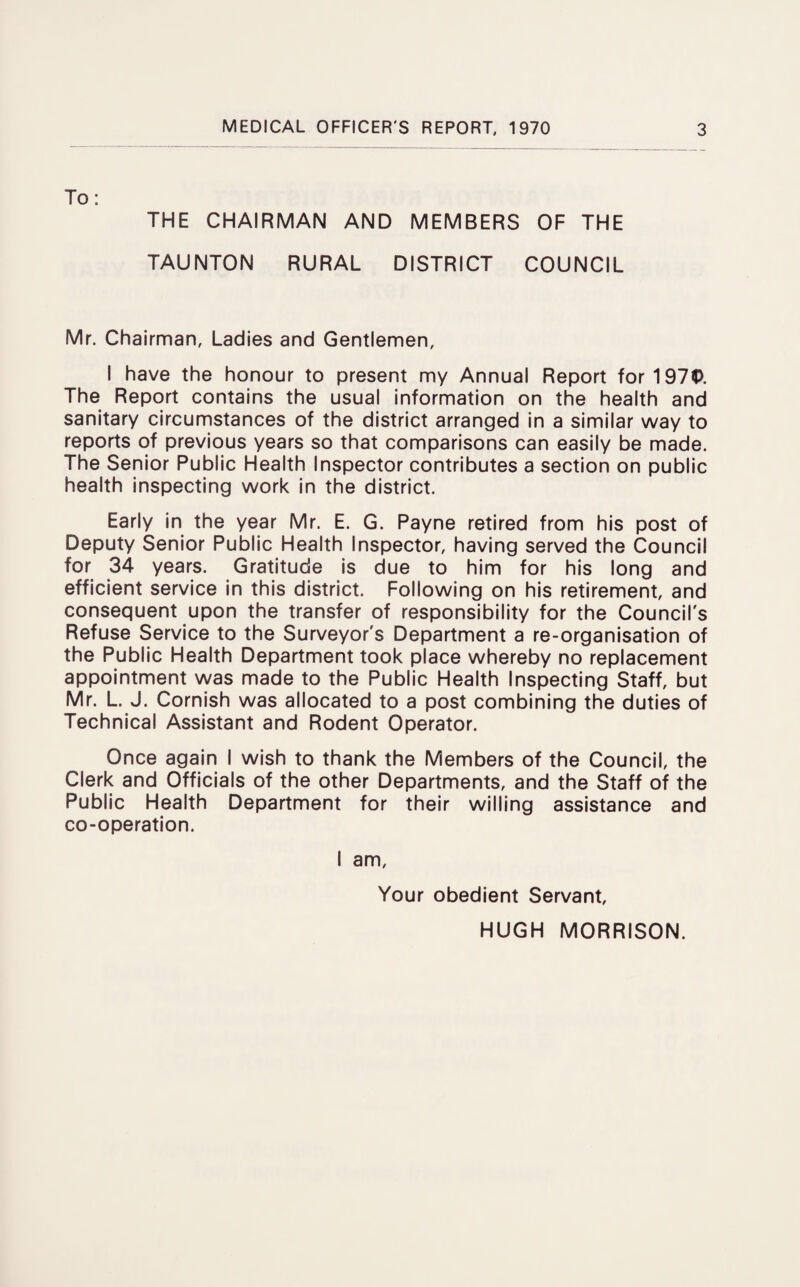 MEDICAL OFFICER'S REPORT, 1970 3
To:
THE CHAIRMAN AND MEMBERS OF THE
TAUNTON RURAL DISTRICT COUNCIL
Mr. Chairman, Ladies and Gentlemen,
I have the honour to present my Annual Report for 1970.
The Report contains the usual information on the health and
sanitary circumstances of the district arranged in a similar way to
reports of previous years so that comparisons can easily be made.
The Senior Public Health Inspector contributes a section on public
health inspecting work in the district.
Early in the year Mr. E. G. Payne retired from his post of
Deputy Senior Public Health Inspector, having served the Council
for 34 years. Gratitude is due to him for his long and
efficient service in this district. Following on his retirement, and
consequent upon the transfer of responsibility for the Council's
Refuse Service to the Surveyor's Department a re-organisation of
the Public Health Department took place whereby no replacement
appointment was made to the Public Health Inspecting Staff, but
Mr. L. J. Cornish was allocated to a post combining the duties of
Technical Assistant and Rodent Operator.
Once again I wish to thank the Members of the Council, the
Clerk and Officials of the other Departments, and the Staff of the
Public Health Department for their willing assistance and
co-operation.
I am,
Your obedient Servant,
HUGH MORRISON.